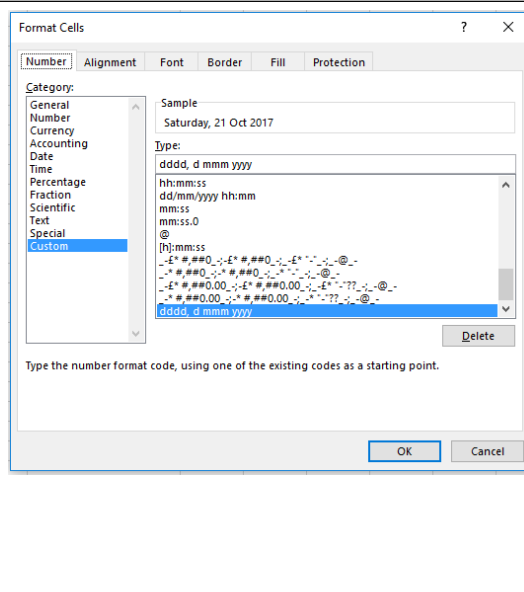 Format Cells ? ×
Number Alignment Font Border Fill Protection
Category:
General
Number
Currency
Accounting
Date
Time
Percentage
Fraction
Scientific
Text
Special
Custom
Sample
Saturday, 21 Oct 2017
Type:
dddd, d mmm yyyy
hh:mm:ss
dd/mm/yyyy hh:mm
mm:ss
mm:ss.0
@
[h]:mm:ss
_-£* #,##0_-;-£* #,##0_-;_-£* "-"_-;_-@_-
_-* #,##0_-;-* #,##0_-;_-* "-"_-;_-@_-
_-£* #,##0.00_-;-£* #,##0.00_-;_-£* "-"??_-;_-@_-
_-* #,##0.00_-;-* #,##0.00_-;_-* "-"??_-;_-@_-
dddd, d mmm yyyy
Delete
Type the number format code, using one of the existing codes as a starting point.
OK Cancel